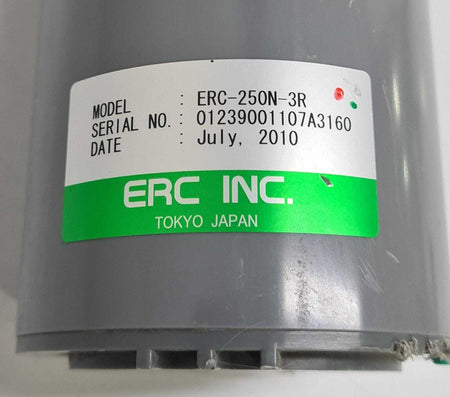 MODEL : ERC-250N-3R
SERIAL NO. : 01239001107A3160
DATE : July, 2010
ERC INC.
TOKYO JAPAN